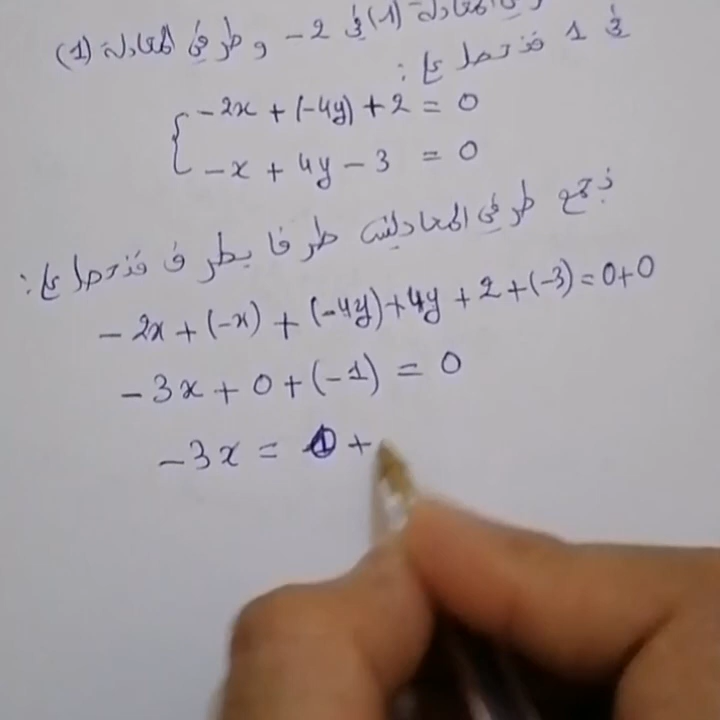 المعادلة (1) في 2 - و طرفي المعادلة (1)
في 1 فنحصل على :
-2x + (-4y) + 2 = 0
-x + 4y - 3 = 0
نجمع طرفي المعادلتين طرفا بطرف فنحصل على :
-2x + (-x) + (-4y) + 4y + 2 + (-3) = 0+0
-3x + 0 + (-1) = 0
-3x = 1 +